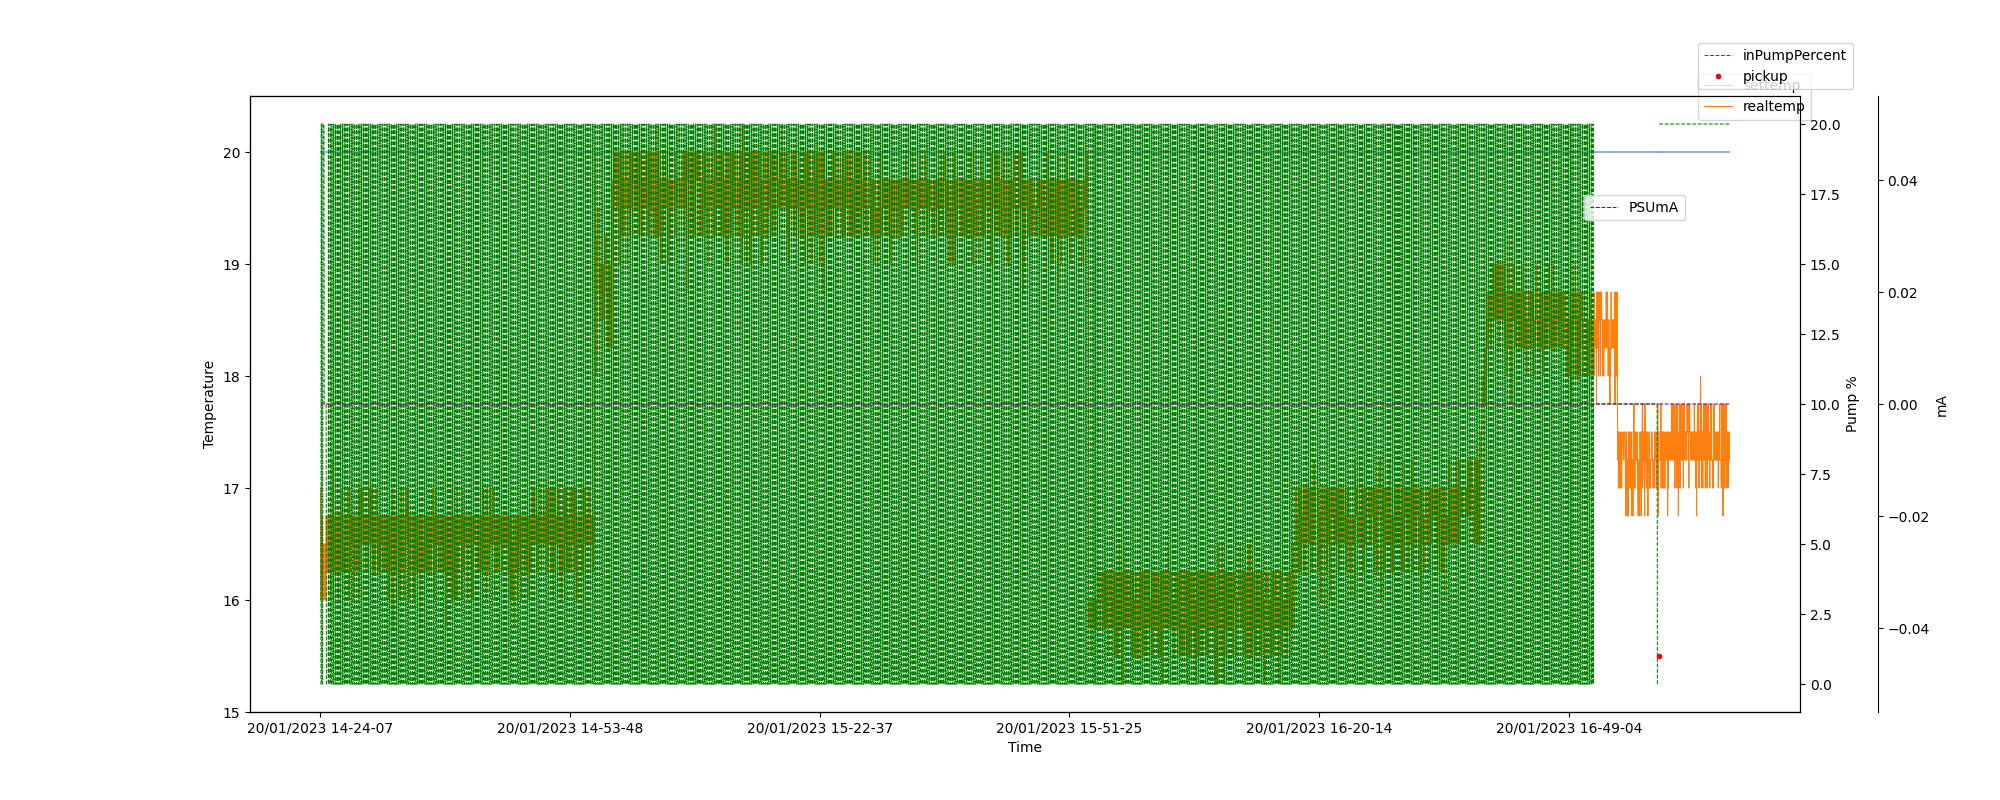 inPumpPercent
pickup
settemp
realtemp
PSUmA
20
19
18
17
16
15
Temperature
20.0
17.5
15.0
12.5
10.0
7.5
5.0
2.5
0.0
Pump %
0.04
0.02
0.00
−0.02
−0.04
mA
20/01/2023 14-24-07
20/01/2023 14-53-48
20/01/2023 15-22-37
20/01/2023 15-51-25
20/01/2023 16-20-14
20/01/2023 16-49-04
Time